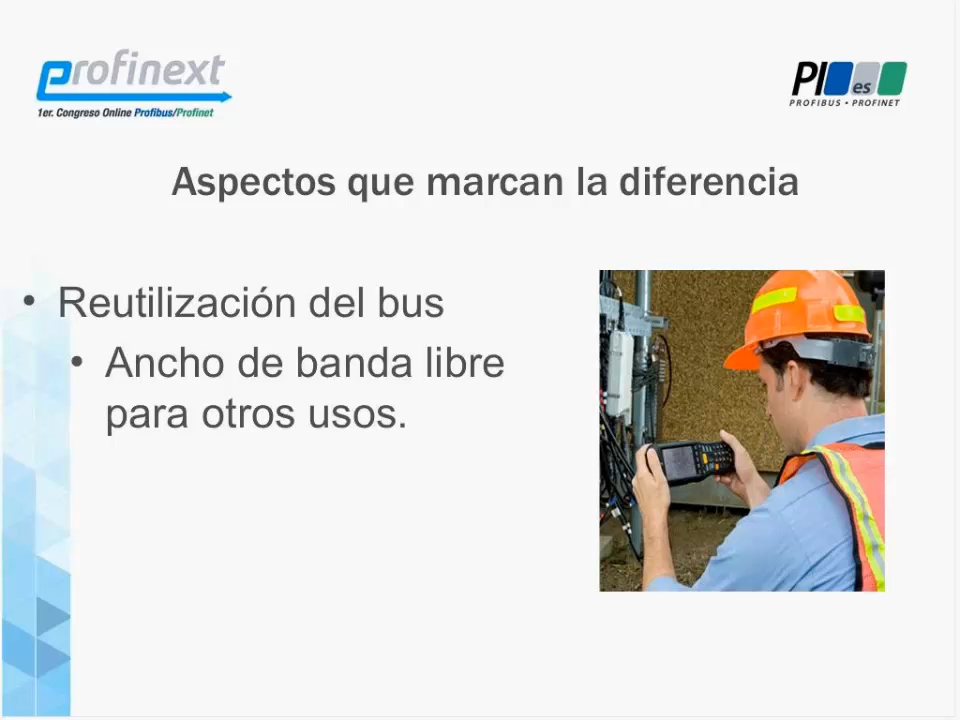 Profinext
1er. Congreso Online Profibus/Profinet
PI es
PROFIBUS • PROFINET
Aspectos que marcan la diferencia
• Reutilización del bus
• Ancho de banda libre
para otros usos.